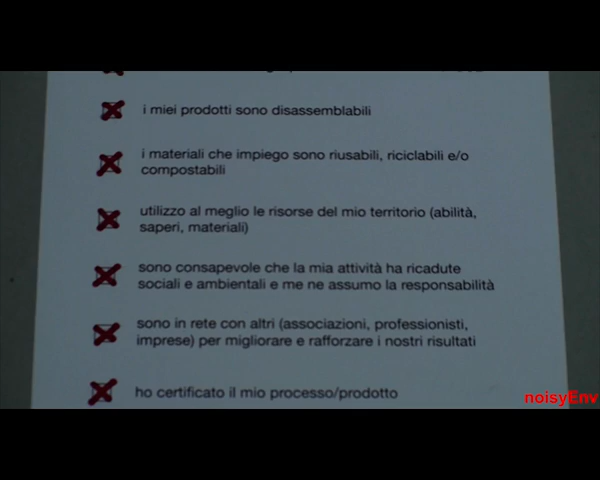 i miei prodotti sono disassemblabili
i materiali che impiego sono riusabili, riciclabili e/o
compostabili
utilizzo al meglio le risorse del mio territorio (abilità,
saperi, materiali)
sono consapevole che la mia attività ha ricadute
sociali e ambientali e me ne assumo la responsabilità
sono in rete con altri (associazioni, professionisti,
imprese) per migliorare e rafforzare i nostri risultati
ho certificato il mio processo/prodotto
noisyEnv